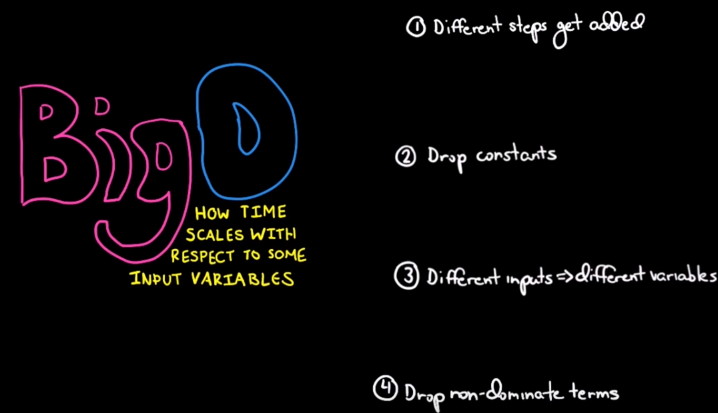 Big O
HOW TIME
SCALES WITH
RESPECT TO SOME
INPUT VARIABLES
① Different steps get added
② Drop constants
③ Different inputs => different variables
④ Drop non-dominate terms